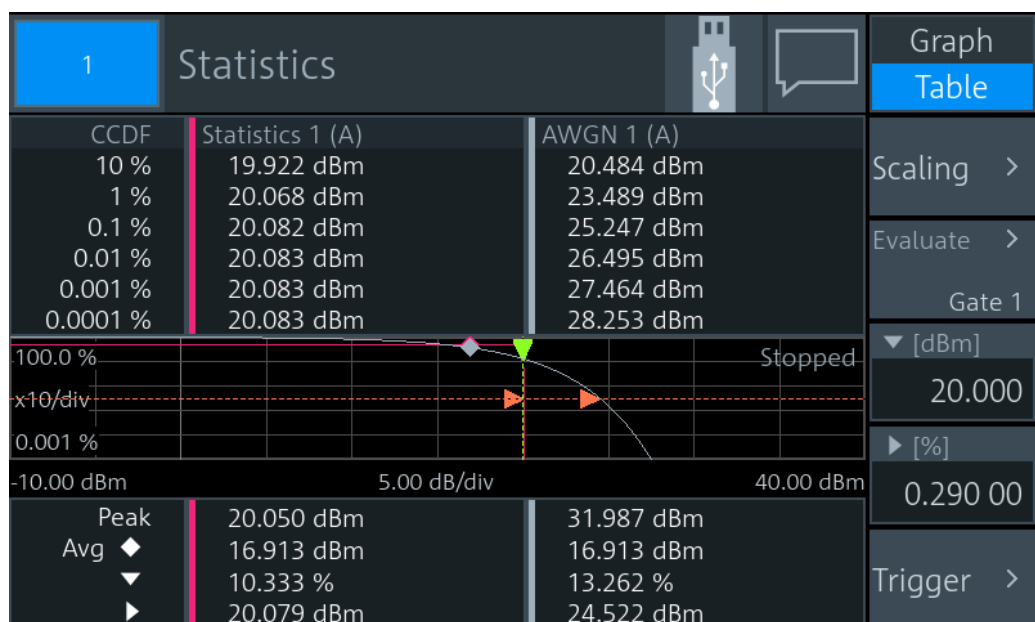 1 Statistics Graph
Table
CCDF Statistics 1 (A) AWGN 1 (A)
10 % 19.922 dBm 20.484 dBm
1 % 20.068 dBm 23.489 dBm
0.1 % 20.082 dBm 25.247 dBm
0.01 % 20.083 dBm 26.495 dBm
0.001 % 20.083 dBm 27.464 dBm
0.0001 % 20.083 dBm 28.253 dBm
100.0 % Stopped
x10/div
0.001 %
-10.00 dBm 5.00 dB/div 40.00 dBm
Peak 20.050 dBm 31.987 dBm
Avg ◆ 16.913 dBm 16.913 dBm
▼ 10.333 % 13.262 %
▶ 20.079 dBm 24.522 dBm
Scaling >
Evaluate >
Gate 1
▼ [dBm]
20.000
▶ [%]
0.290 00
Trigger >